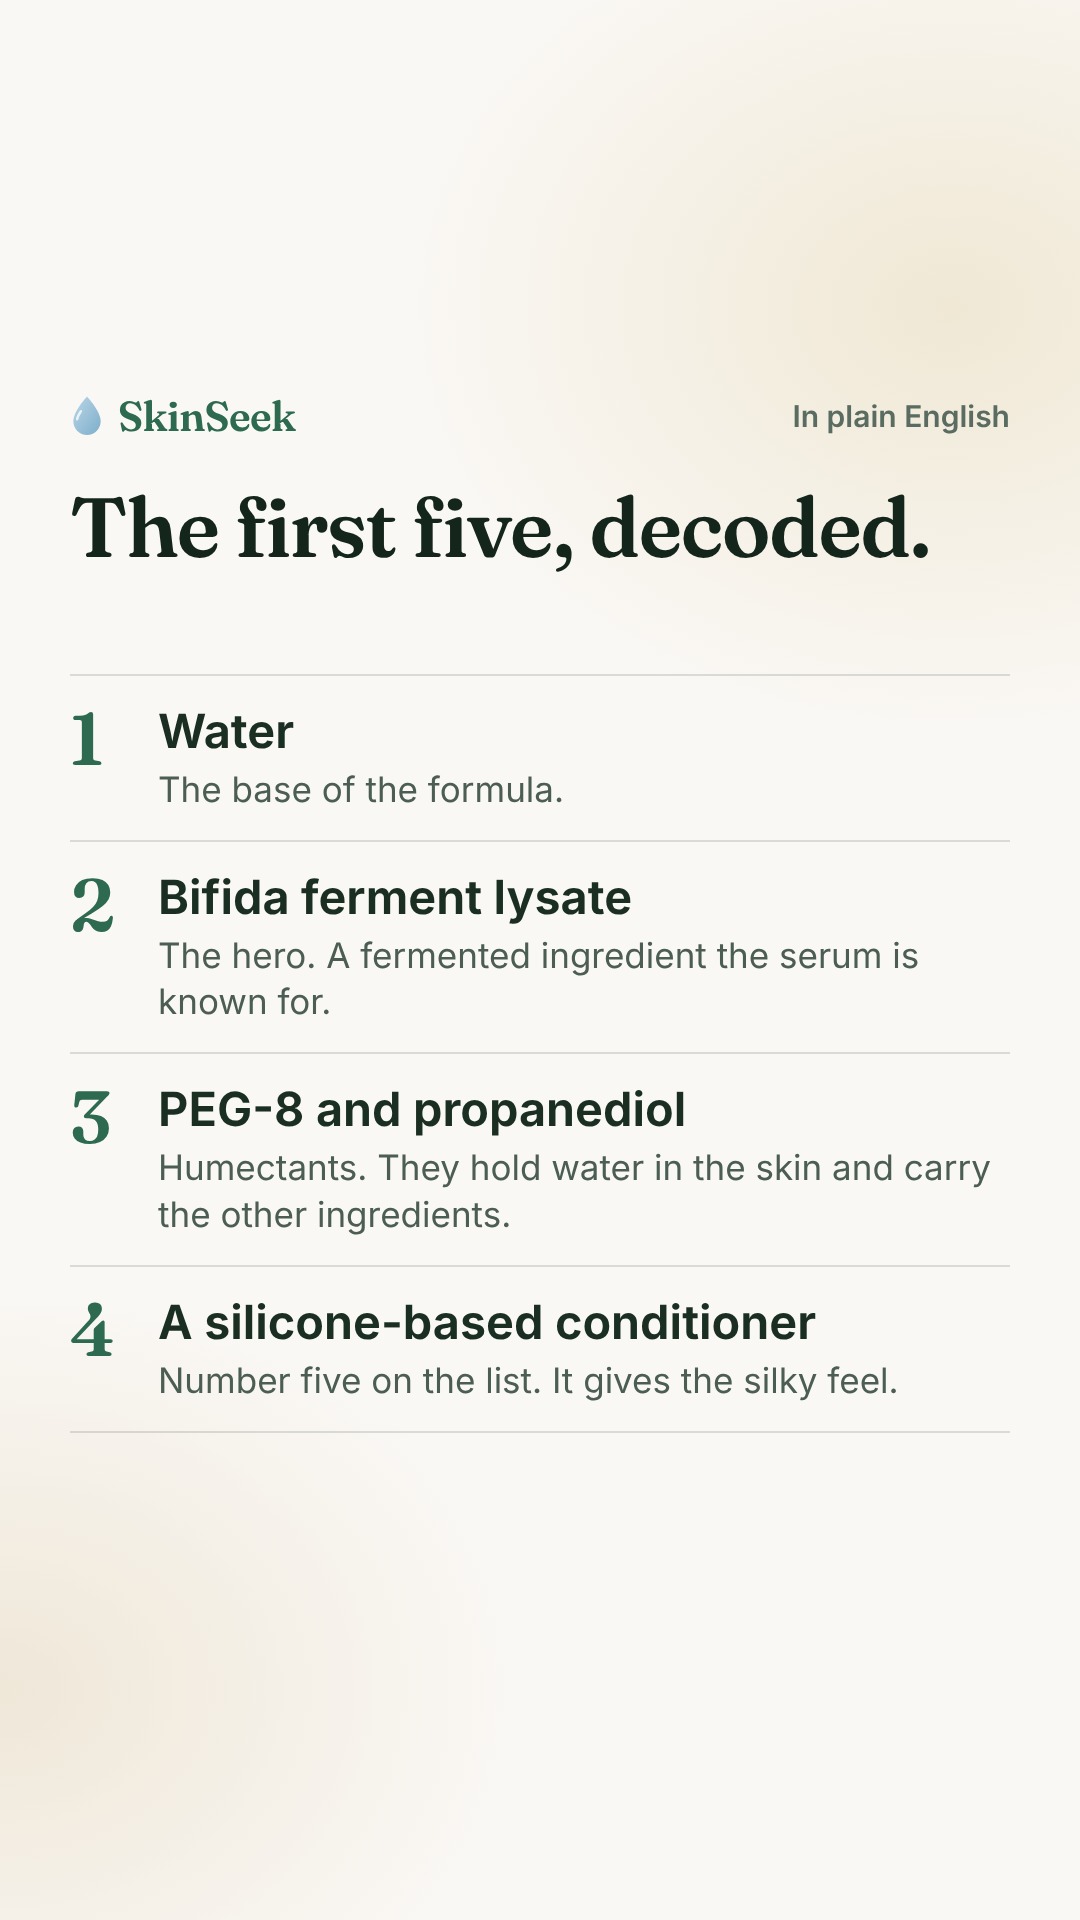 SkinSeek
In plain English
The first five, decoded.
1 Water
The base of the formula.
2 Bifida ferment lysate
The hero. A fermented ingredient the serum is
known for.
3 PEG-8 and propanediol
Humectants. They hold water in the skin and carry
the other ingredients.
4 A silicone-based conditioner
Number five on the list. It gives the silky feel.